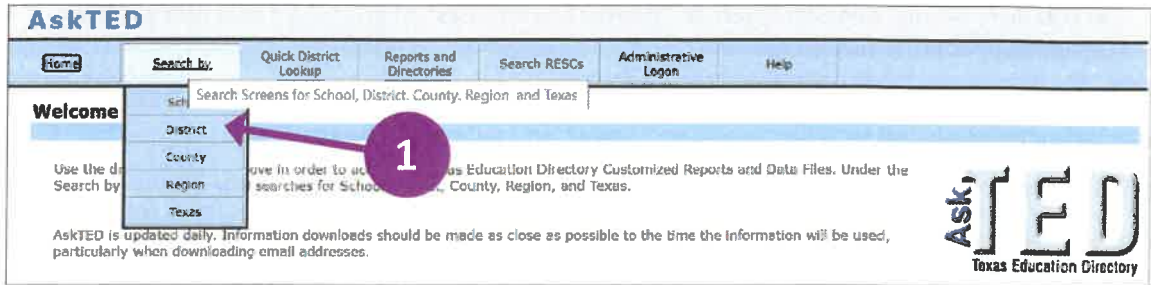 AskTED
Home Search by Quick District Lookup Reports and Directories Search RESCs Administrative Logon Help
Search Screens for School, District. County. Region and Texas
Welcome
District
County
Region
Texas
1
Use the ove in order to Education Directory Customized Reports and Data Files. Under the
Search by searches for County, Region, and Texas.
AskTED is updated daily. Information downloads should be made as close as possible to the time the information will be used,
particularly when downloading email addresses.
Ask TED
Texas Education Directory